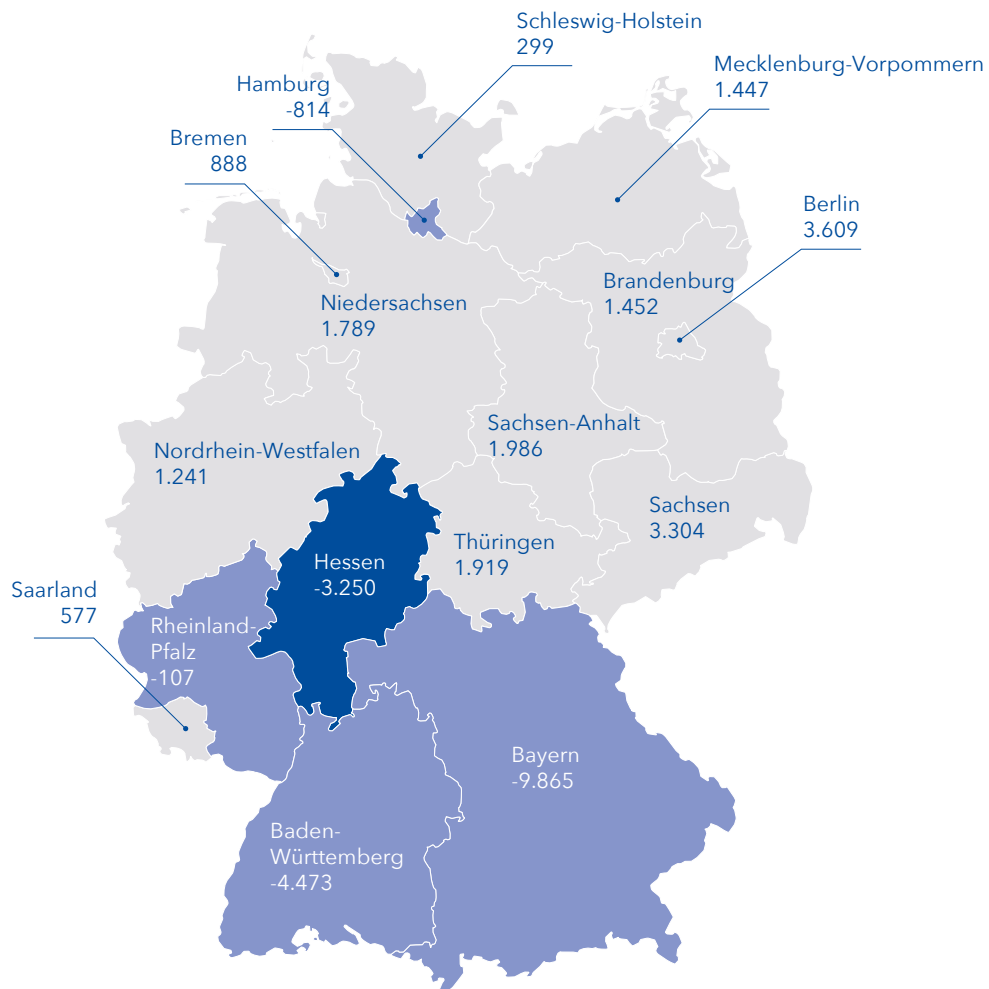 Schleswig-Holstein
299
Mecklenburg-Vorpommern
1.447
Hamburg
-814
Bremen
888
Berlin
3.609
Brandenburg
1.452
Niedersachsen
1.789
Sachsen-Anhalt
1.986
Nordrhein-Westfalen
1.241
Sachsen
3.304
Thüringen
1.919
Hessen
-3.250
Saarland
577
Rheinland-
Pfalz
-107
Bayern
-9.865
Baden-
Württemberg
-4.473